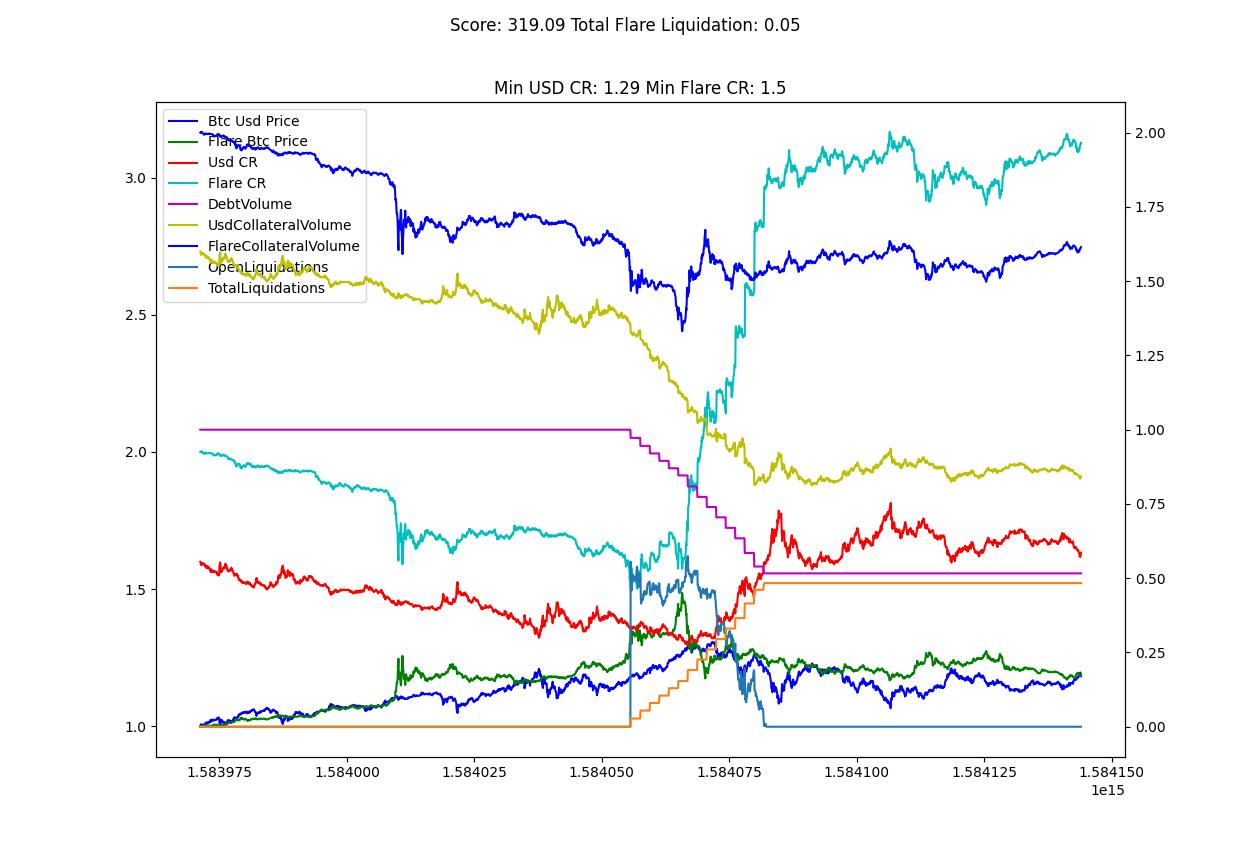 Score: 319.09 Total Flare Liquidation: 0.05
Min USD CR: 1.29 Min Flare CR: 1.5
Btc Usd Price
Flare Btc Price
Usd CR
Flare CR
DebtVolume
UsdCollateralVolume
FlareCollateralVolume
OpenLiquidations
TotalLiquidations
3.0
2.5
2.0
1.5
1.0
2.00
1.75
1.50
1.25
1.00
0.75
0.50
0.25
0.00
1.583975 1.584000 1.584025 1.584050 1.584075 1.584100 1.584125 1.584150
1e15